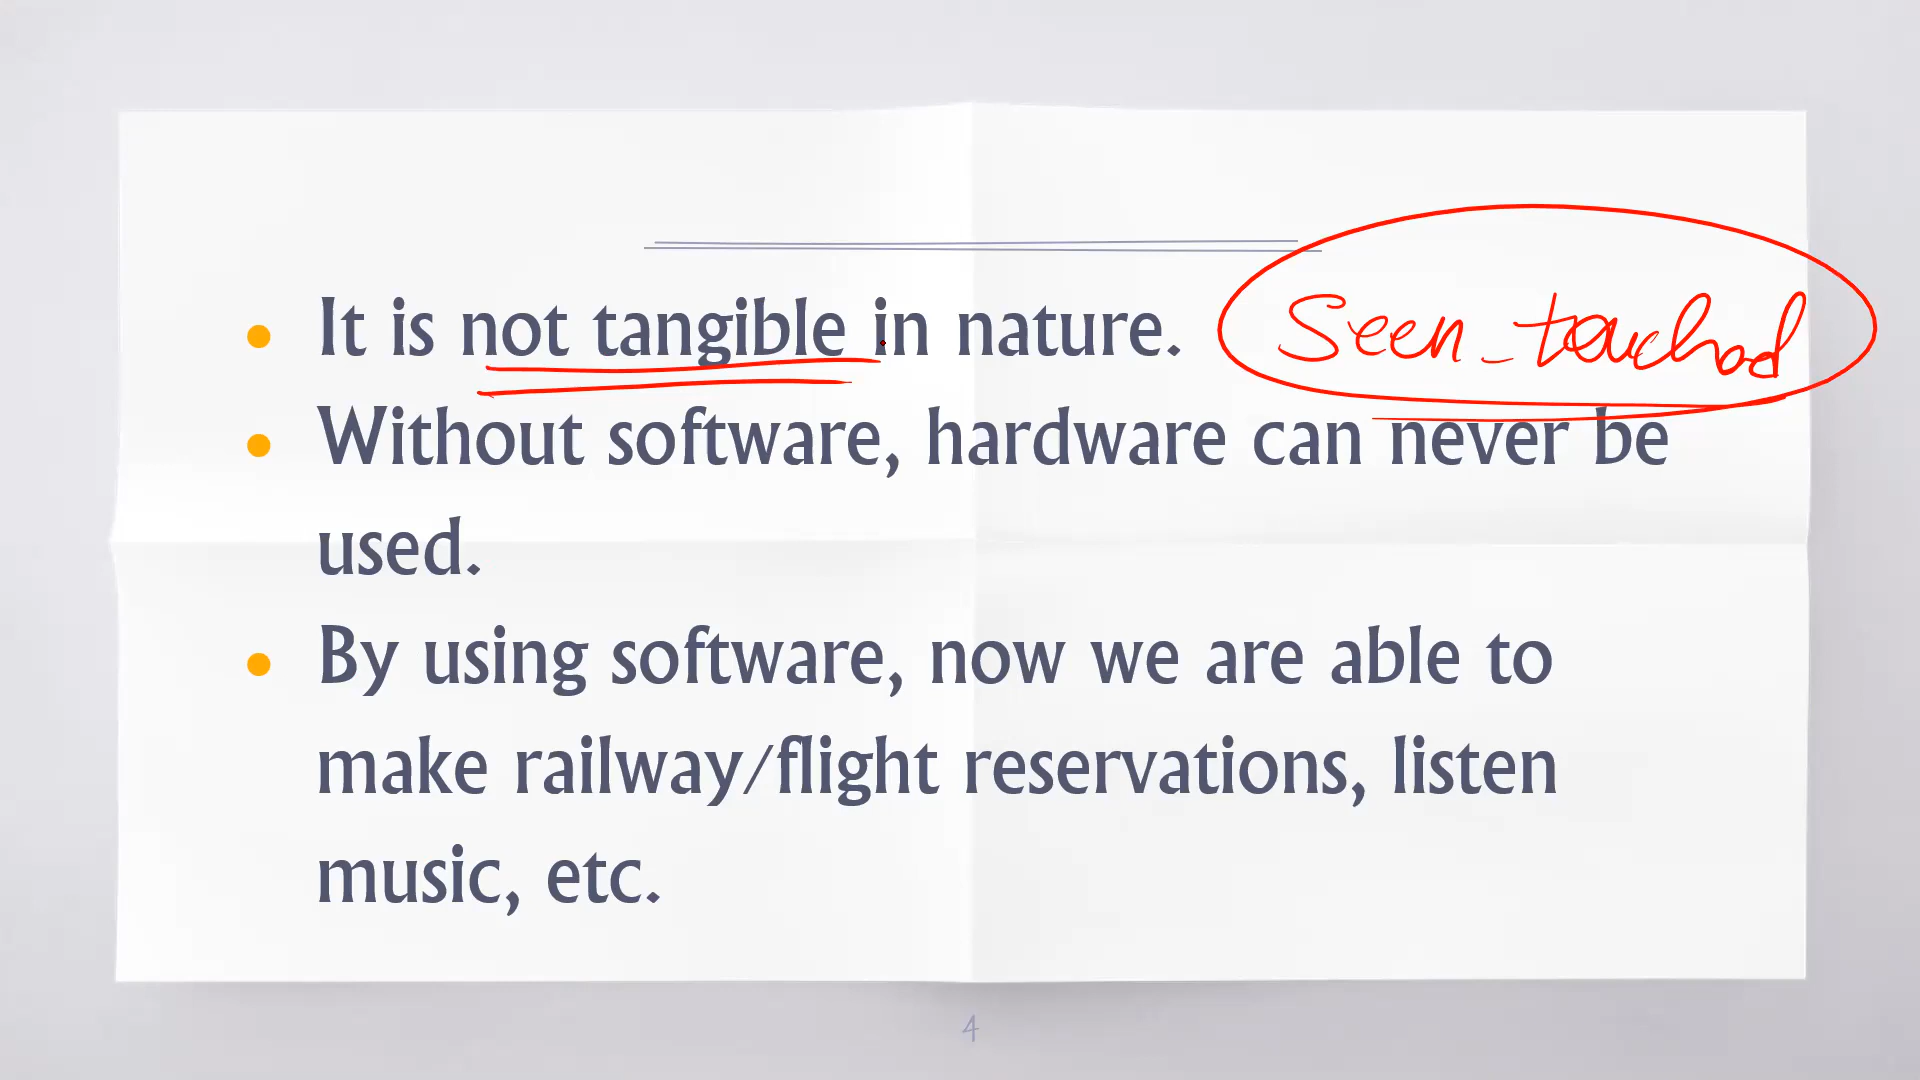 It is not tangible in nature. Seen - touched
Without software, hardware can never be
used.
By using software, now we are able to
make railway/flight reservations, listen
music, etc.
4